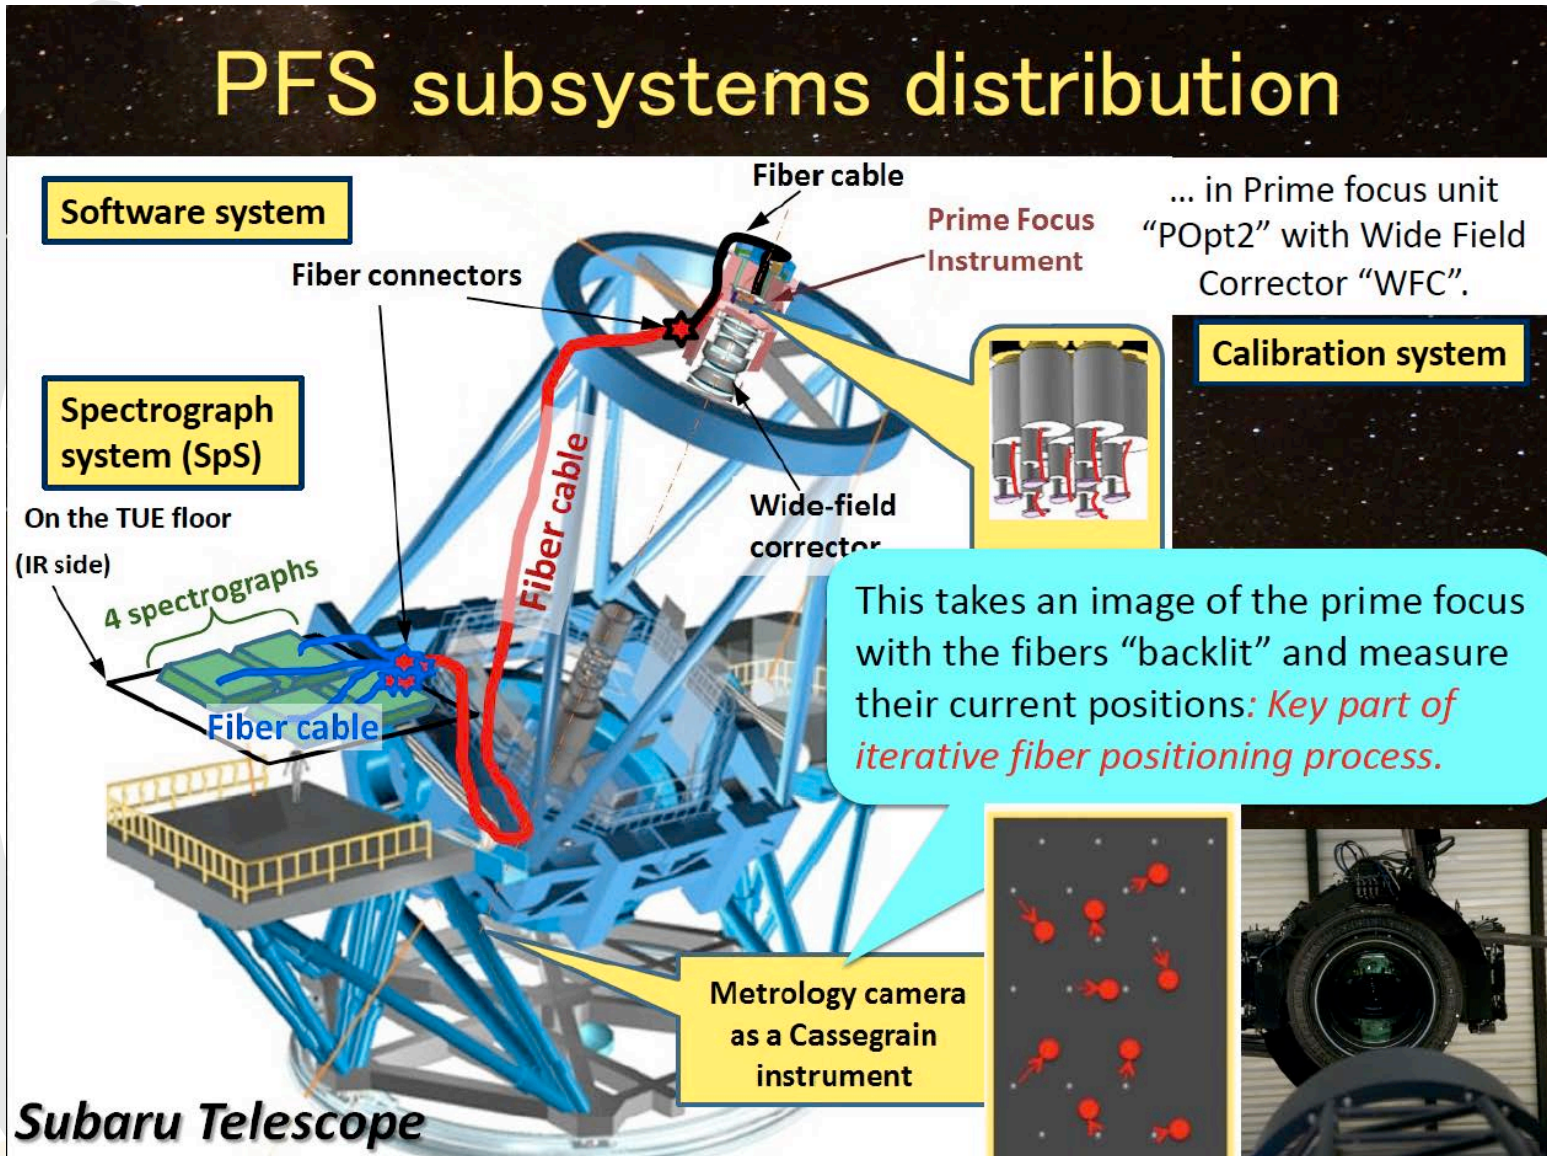 PFS subsystems distribution
Software system
Fiber cable
Prime Focus
Instrument
... in Prime focus unit
“POpt2” with Wide Field
Corrector “WFC”.
Fiber connectors
Calibration system
Spectrograph
system (SpS)
On the TUE floor
(IR side)
4 spectrographs
Fiber cable
Fiber cable
Wide-field
corrector
This takes an image of the prime focus
with the fibers “backlit” and measure
their current positions: Key part of
iterative fiber positioning process.
Metrology camera
as a Cassegrain
instrument
Subaru Telescope